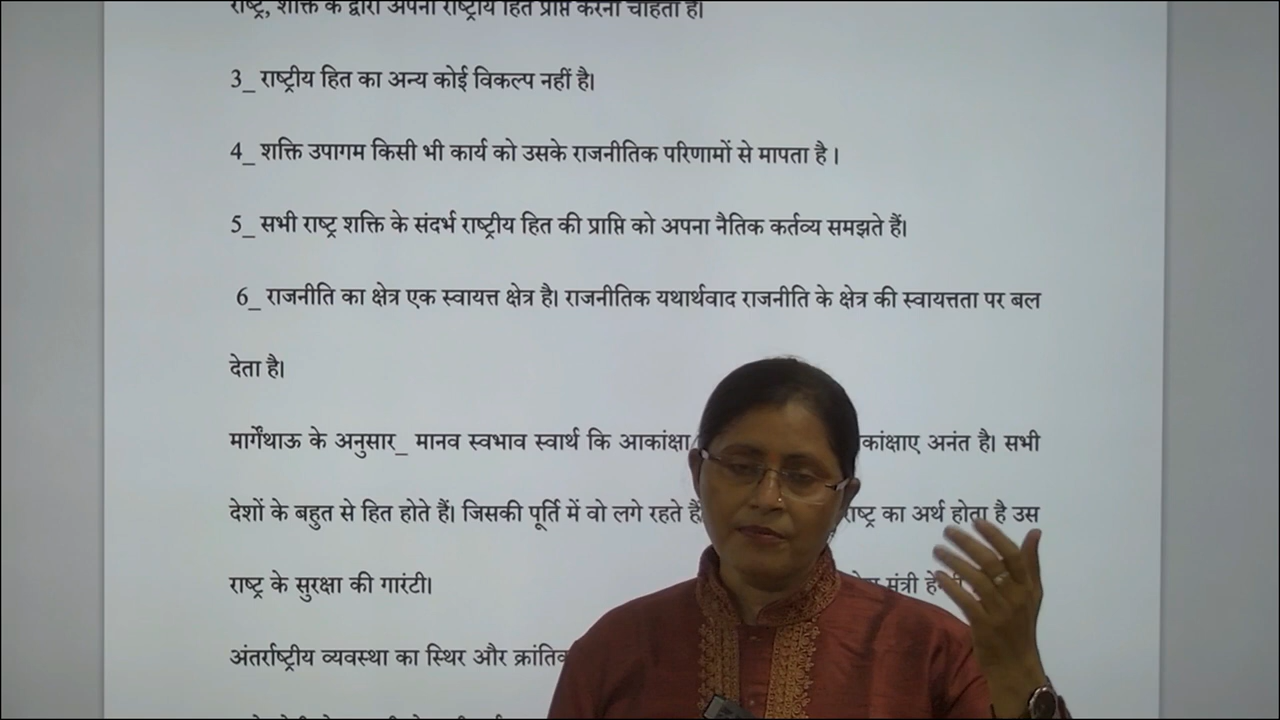 राष्ट्र, शक्ति के द्वारा अपना राष्ट्रीय हित प्राप्त करना चाहता है।
3_ राष्ट्रीय हित का अन्य कोई विकल्प नहीं है।
4_ शक्ति उपागम किसी भी कार्य को उसके राजनीतिक परिणामों से मापता है ।
5_ सभी राष्ट्र शक्ति के संदर्भ राष्ट्रीय हित की प्राप्ति को अपना नैतिक कर्तव्य समझते हैं।
6_ राजनीति का क्षेत्र एक स्वायत्त क्षेत्र है। राजनीतिक यथार्थवाद राजनीति के क्षेत्र की स्वायत्तता पर बल
देता है।
मार्गेंथाऊ के अनुसार_ मानव स्वभाव स्वार्थ कि आकांक्षा अनंत है। सभी
देशों के बहुत से हित होते हैं। जिसकी पूर्ति में वो लगे रहते का अर्थ होता है उस
राष्ट्र के सुरक्षा की गारंटी। मंत्री
अंतर्राष्ट्रीय व्यवस्था का स्थिर और